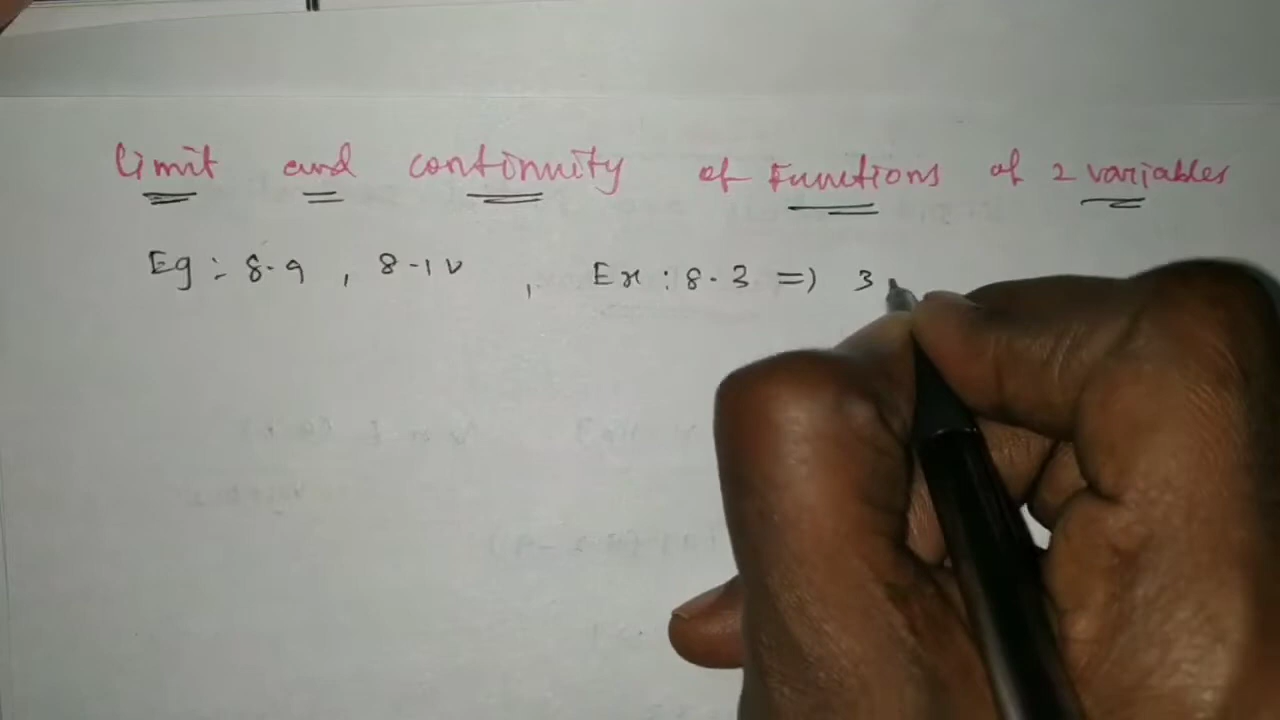 Limit and continuity of Functions of 2 variables
Eg :- 8.9 , 8.10 , Ex : 8.3 => 3